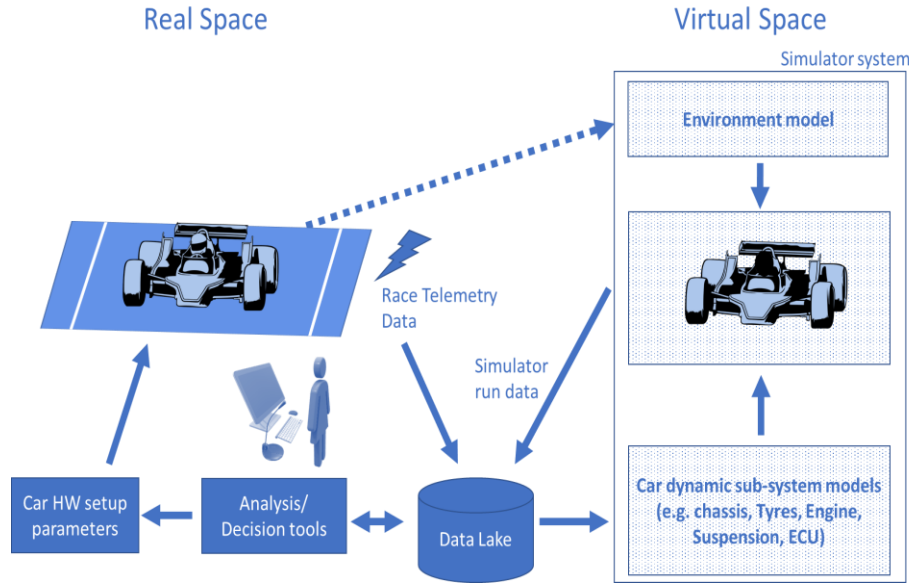 Real Space
Virtual Space
Simulator system
Environment model
Race Telemetry
Data
Simulator
run data
Car HW setup
parameters
Analysis/
Decision tools
Data Lake
Car dynamic sub-system models
(e.g. chassis, Tyres, Engine,
Suspension, ECU)